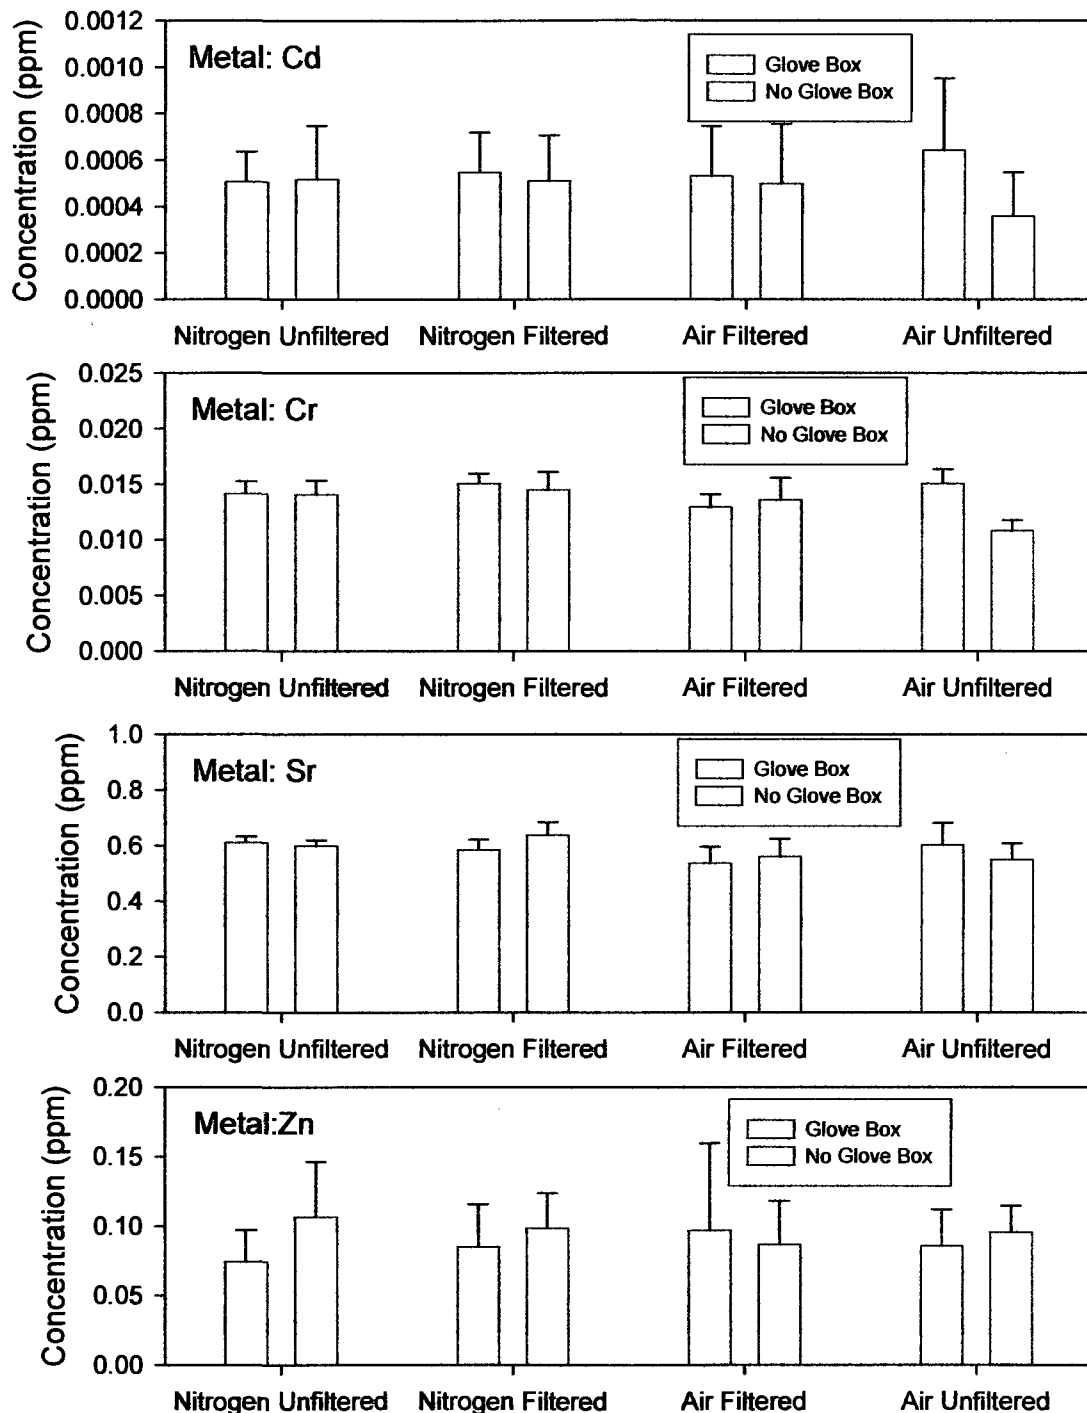 Concentration (ppm)
0.0012
0.0010
0.0008
0.0006
0.0004
0.0002
0.0000
Metal: Cd
Glove Box
No Glove Box
Nitrogen Unfiltered Nitrogen Filtered Air Filtered Air Unfiltered
Concentration (ppm)
0.025
0.020
0.015
0.010
0.005
0.000
Metal: Cr
Glove Box
No Glove Box
Nitrogen Unfiltered Nitrogen Filtered Air Filtered Air Unfiltered
Concentration (ppm)
1.0
0.8
0.6
0.4
0.2
0.0
Metal: Sr
Glove Box
No Glove Box
Nitrogen Unfiltered Nitrogen Filtered Air Filtered Air Unfiltered
Concentration (ppm)
0.20
0.15
0.10
0.05
0.00
Metal:Zn
Glove Box
No Glove Box
Nitrogen Unfiltered Nitrogen Filtered Air Filtered Air Unfiltered